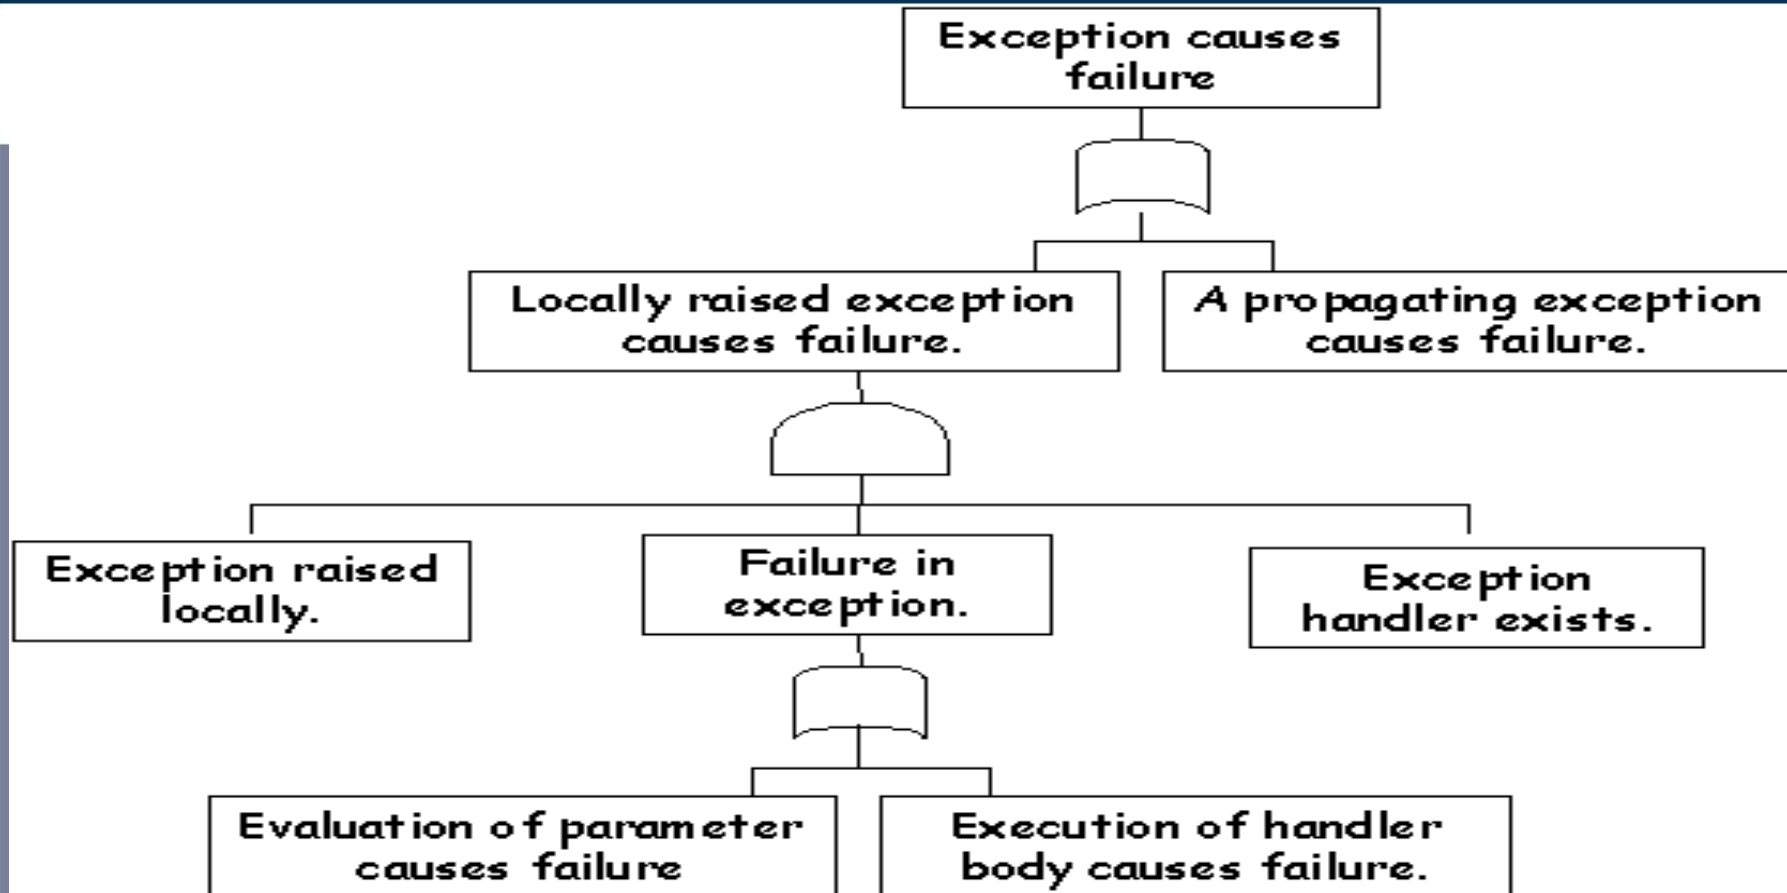 Exception causes
failure
Locally raised exception
causes failure.
A propagating exception
causes failure.
Exception raised
locally.
Failure in
exception.
Exception
handler exists.
Evaluation of parameter
causes failure
Execution of handler
body causes failure.